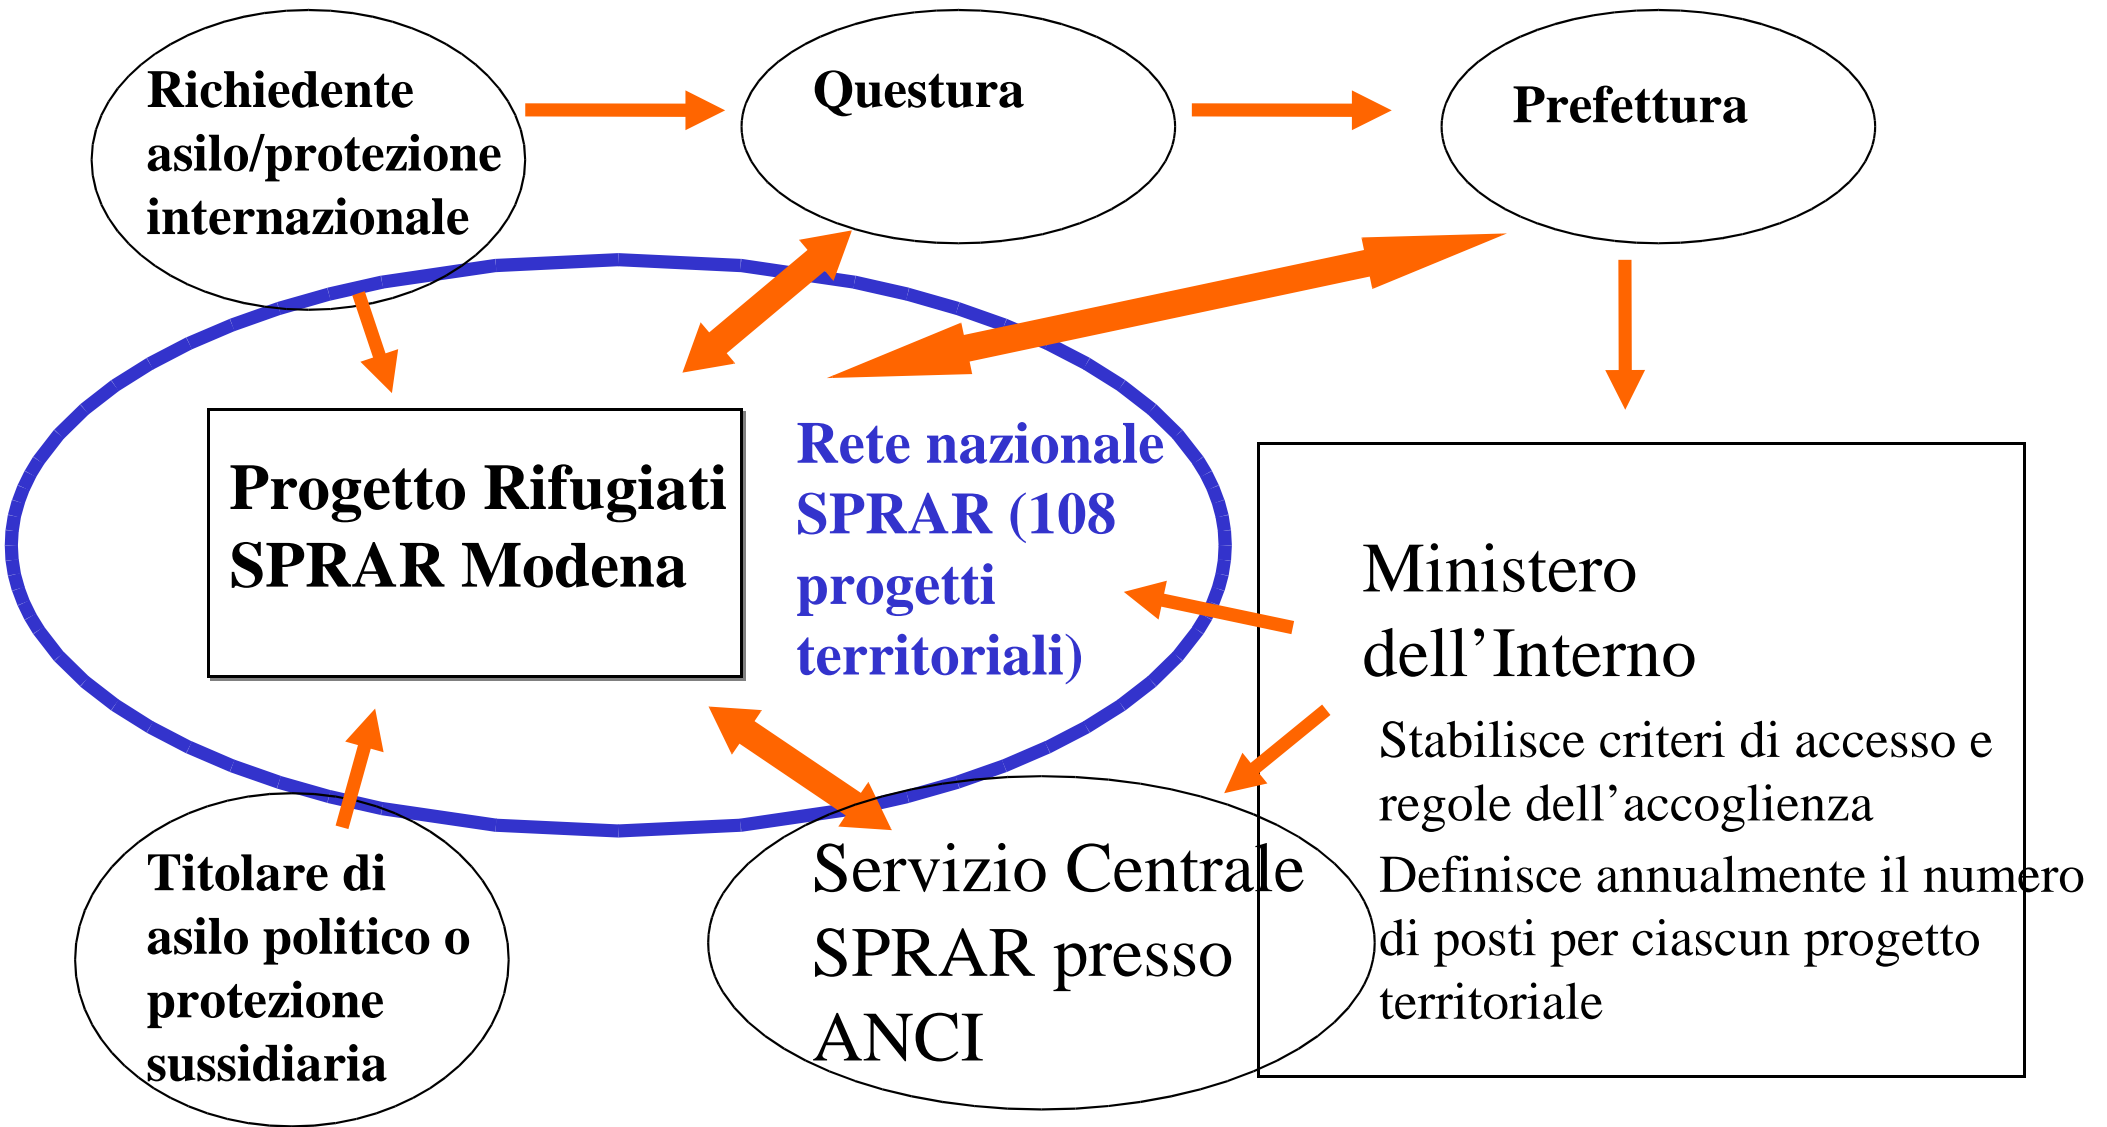 Richiedente
asilo/protezione
internazionale
Questura
Prefettura
Progetto Rifugiati
SPRAR Modena
Rete nazionale
SPRAR (108
progetti
territoriali)
Ministero
dell’Interno
Stabilisce criteri di accesso e
regole dell’accoglienza
Definisce annualmente il numero
di posti per ciascun progetto
territoriale
Titolare di
asilo politico o
protezione
sussidiaria
Servizio Centrale
SPRAR presso
ANCI